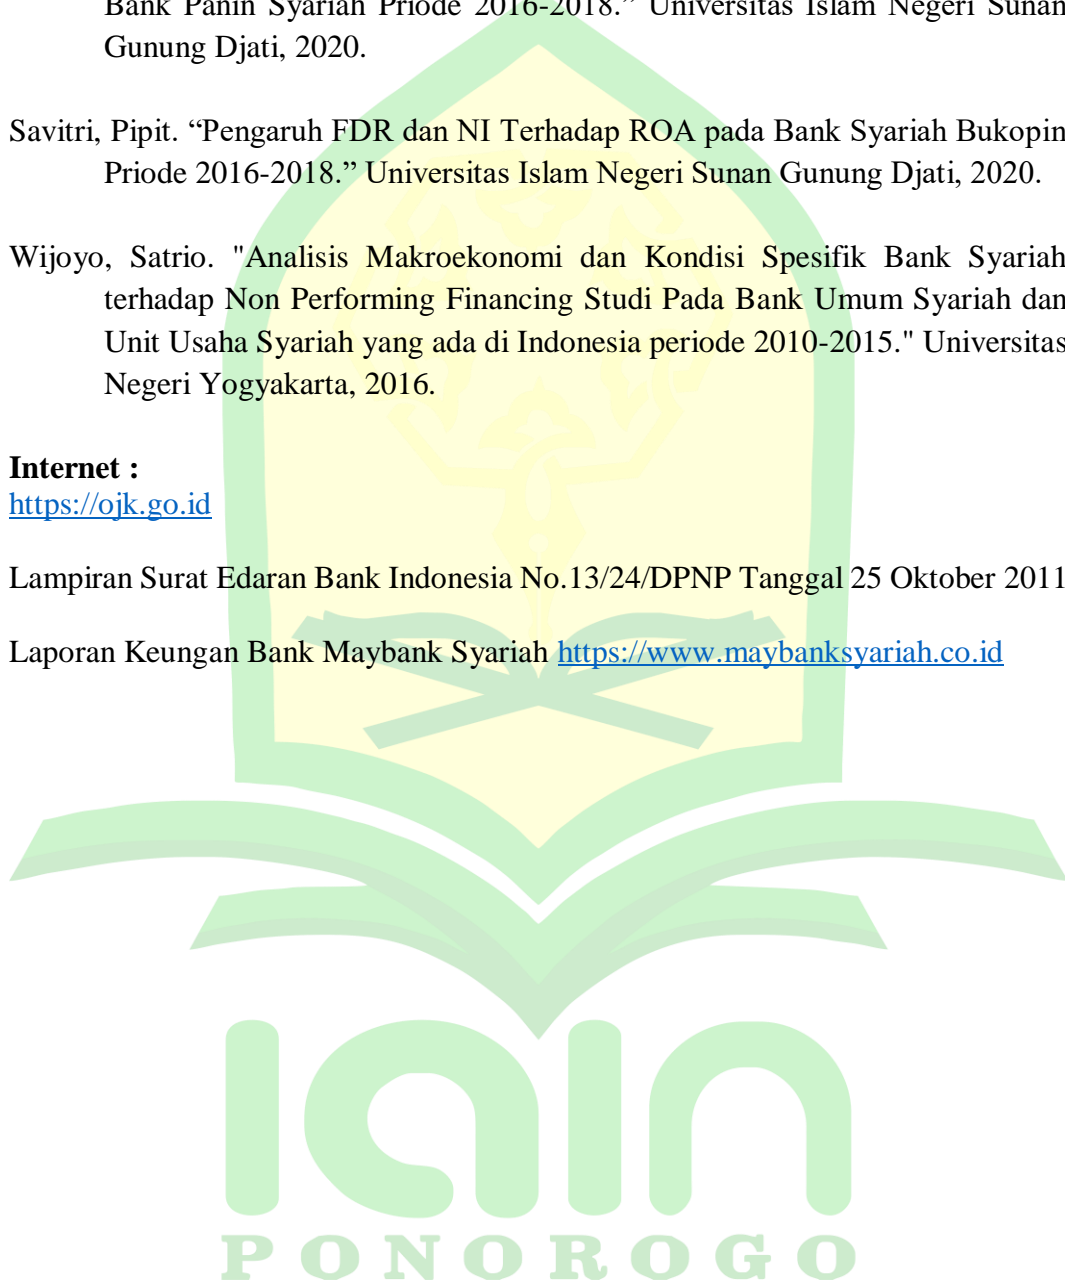 Bank Panin Syariah Priode 2016-2018.” Universitas Islam Negeri Sunan
Gunung Djati, 2020.
Savitri, Pipit. “Pengaruh FDR dan NI Terhadap ROA pada Bank Syariah Bukopin
Priode 2016-2018.” Universitas Islam Negeri Sunan Gunung Djati, 2020.
Wijoyo, Satrio. "Analisis Makroekonomi dan Kondisi Spesifik Bank Syariah
terhadap Non Performing Financing Studi Pada Bank Umum Syariah dan
Unit Usaha Syariah yang ada di Indonesia periode 2010-2015." Universitas
Negeri Yogyakarta, 2016.
Internet :
https://ojk.go.id
Lampiran Surat Edaran Bank Indonesia No.13/24/DPNP Tanggal 25 Oktober 2011
Laporan Keungan Bank Maybank Syariah https://www.maybanksyariah.co.id
IAIN
PONOROGO